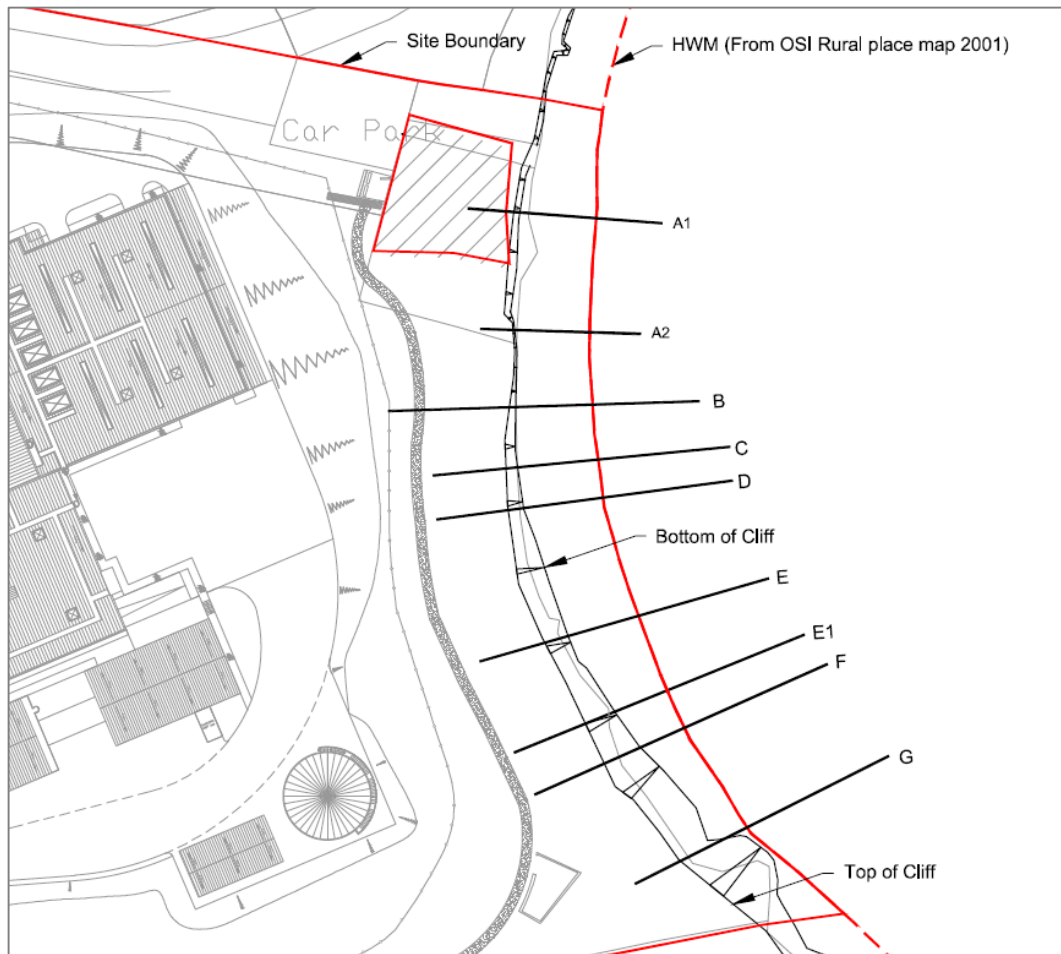 Site Boundary
HWM (From OSI Rural place map 2001)
Car Park
A1
A2
B
C
D
Bottom of Cliff
E
E1
F
G
Top of Cliff